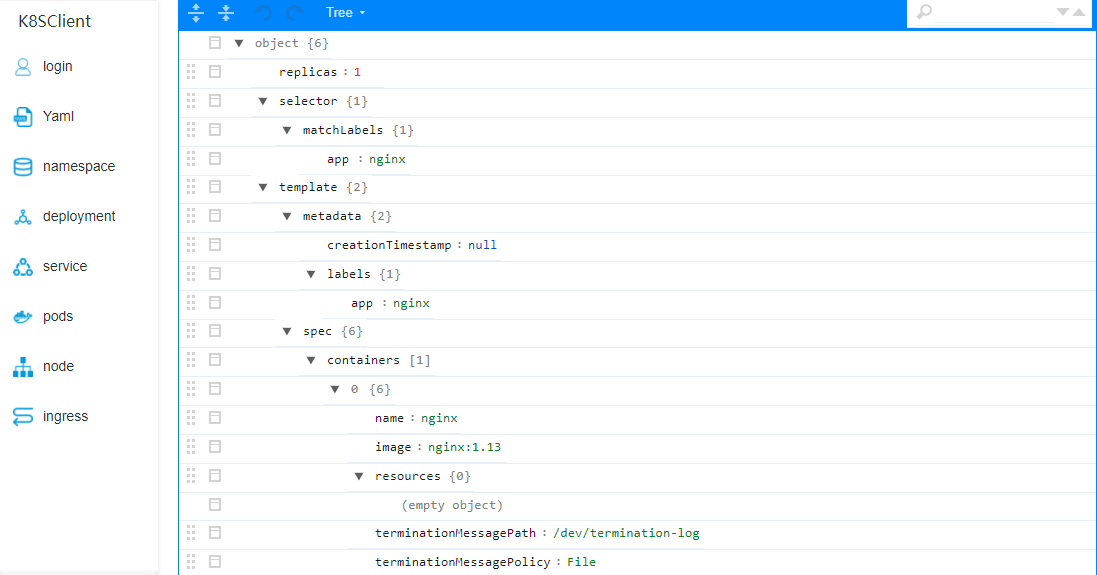 K8SClient
login
Yaml
namespace
deployment
service
pods
node
ingress
Tree
object {6}
replicas : 1
selector {1}
matchLabels {1}
app : nginx
template {2}
metadata {2}
creationTimestamp : null
labels {1}
app : nginx
spec {6}
containers [1]
0 {6}
name : nginx
image : nginx:1.13
resources {0}
(empty object)
terminationMessagePath : /dev/termination-log
terminationMessagePolicy : File